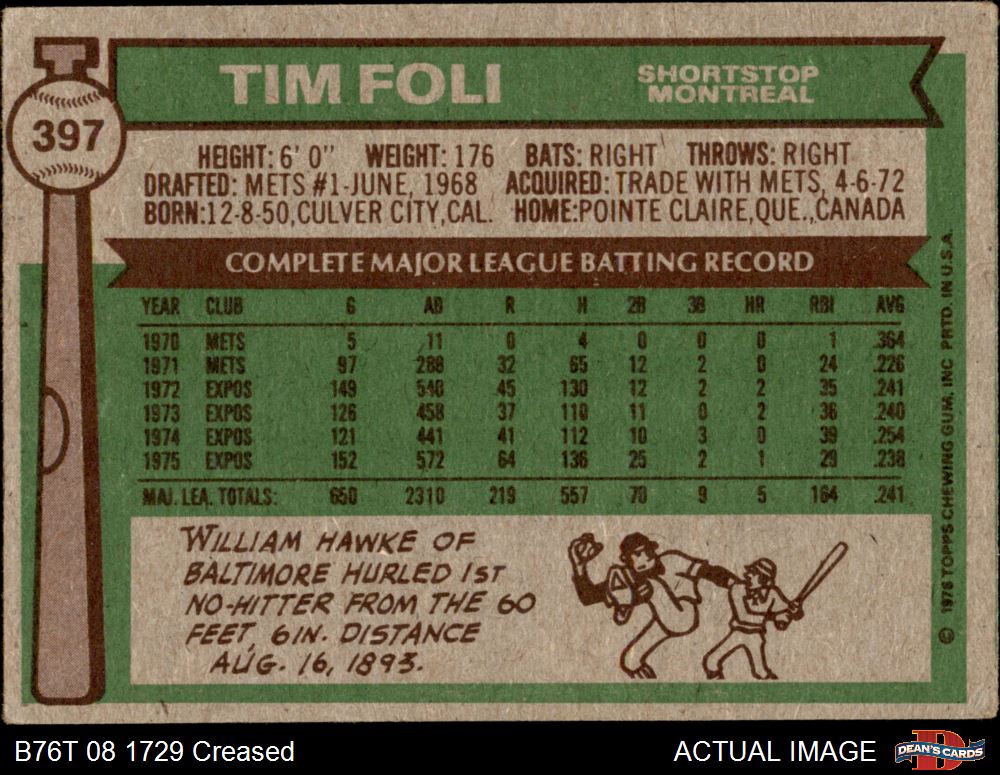 TIM FOLI
SHORTSTOP
MONTREAL
397
HEIGHT: 6' 0" WEIGHT: 176 BATS: RIGHT THROWS: RIGHT
DRAFTED: METS #1-JUNE, 1968 ACQUIRED: TRADE WITH METS, 4-6-72
BORN:12-8-50,CULVER CITY,CAL. HOME:POINTE CLAIRE,QUE.,CANADA
COMPLETE MAJOR LEAGUE BATTING RECORD
YEAR CLUB G AB R H 2B 3B HR RBI AVG
1970 METS 5 11 0 4 0 0 0 1 .364
1971 METS 97 288 32 65 12 2 0 24 .226
1972 EXPOS 149 540 45 130 12 2 2 35 .241
1973 EXPOS 126 458 37 110 11 0 2 36 .240
1974 EXPOS 121 441 41 112 10 3 0 39 .254
1975 EXPOS 152 572 64 136 25 2 1 29 .238
MAJ. LEA. TOTALS: 650 2310 219 557 70 9 5 164 .241
WILLIAM HAWKE OF
BALTIMORE HURLED 1ST
NO-HITTER FROM THE 60
FEET, 6IN. DISTANCE
AUG. 16, 1893.
© 1976 TOPPS CHEWING GUM, INC PRTD. IN U.S.A.
B76T 08 1729 Creased
ACTUAL IMAGE
DEAN'S CARDS